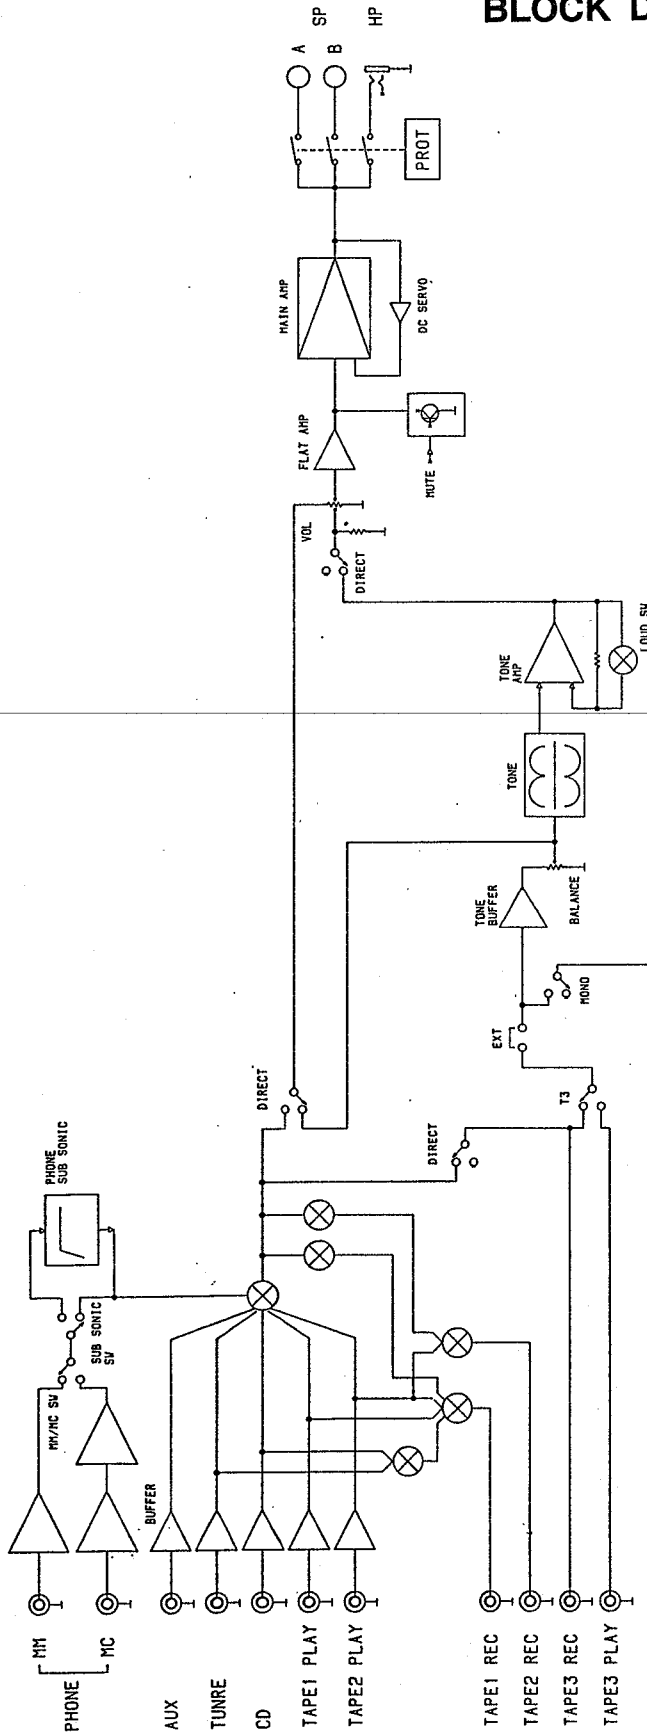 BLOCK D
SP
HP
A
B
PROT
MAIN AMP
DC SERVO
FLAT AMP
MUTE
VOL
DIRECT
TONE
AMP
LOUD SW
TONE
TONE
BUFFER
BALANCE
MONO
EXT
T3
DIRECT
DIRECT
PHONE
SUB SONIC
SUB SONIC
SW
MM/MC SW
BUFFER
PHONE
MM
MC
AUX
TUNRE
CD
TAPE1 PLAY
TAPE2 PLAY
TAPE1 REC
TAPE2 REC
TAPE3 REC
TAPE3 PLAY